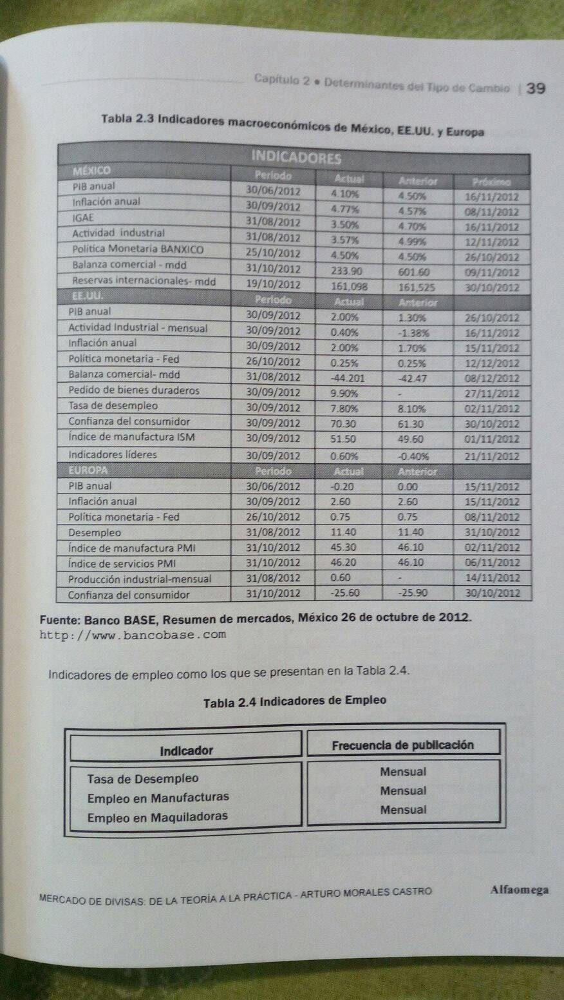 Capítulo 2 • Determinantes del Tipo de Cambio | 39
Tabla 2.3 Indicadores macroeconómicos de México, EE.UU. y Europa
INDICADORES
MÉXICO Período Actual Anterior Próximo
PIB anual 30/06/2012 4.10% 4.50% 16/11/2012
Inflación anual 30/09/2012 4.77% 4.57% 08/11/2012
IGAE 31/08/2012 3.50% 4.70% 16/11/2012
Actividad industrial 31/08/2012 3.57% 4.99% 12/11/2012
Política Monetaria BANXICO 25/10/2012 4.50% 4.50% 26/10/2012
Balanza comercial - mdd 31/10/2012 233.90 601.60 09/11/2012
Reservas internacionales- mdd 19/10/2012 161,098 161,525 30/10/2012
EE.UU. Período Actual Anterior
PIB anual 30/09/2012 2.00% 1.30% 26/10/2012
Actividad Industrial - mensual 30/09/2012 0.40% -1.38% 16/11/2012
Inflación anual 30/09/2012 2.00% 1.70% 15/11/2012
Política monetaria - Fed 26/10/2012 0.25% 0.25% 12/12/2012
Balanza comercial- mdd 31/08/2012 -44.201 -42.47 08/12/2012
Pedido de bienes duraderos 30/09/2012 9.90% - 27/11/2012
Tasa de desempleo 30/09/2012 7.80% 8.10% 02/11/2012
Confianza del consumidor 30/09/2012 70.30 61.30 30/10/2012
Índice de manufactura ISM 30/09/2012 51.50 49.60 01/11/2012
Indicadores líderes 30/09/2012 0.60% -0.40% 21/11/2012
EUROPA Período Actual Anterior
PIB anual 30/06/2012 -0.20 0.00 15/11/2012
Inflación anual 30/09/2012 2.60 2.60 15/11/2012
Política monetaria - Fed 26/10/2012 0.75 0.75 08/11/2012
Desempleo 31/08/2012 11.40 11.40 31/10/2012
Índice de manufactura PMI 31/10/2012 45.30 46.10 02/11/2012
Índice de servicios PMI 31/10/2012 46.20 46.10 06/11/2012
Producción industrial-mensual 31/08/2012 0.60 - 14/11/2012
Confianza del consumidor 31/10/2012 -25.60 -25.90 30/10/2012
Fuente: Banco BASE, Resumen de mercados, México 26 de octubre de 2012.
http://www.bancobase.com
Indicadores de empleo como los que se presentan en la Tabla 2.4.
Tabla 2.4 Indicadores de Empleo
Indicador Frecuencia de publicación
Tasa de Desempleo Mensual
Empleo en Manufacturas Mensual
Empleo en Maquiladoras Mensual
MERCADO DE DIVISAS: DE LA TEORÍA A LA PRÁCTICA - ARTURO MORALES CASTRO Alfaomega